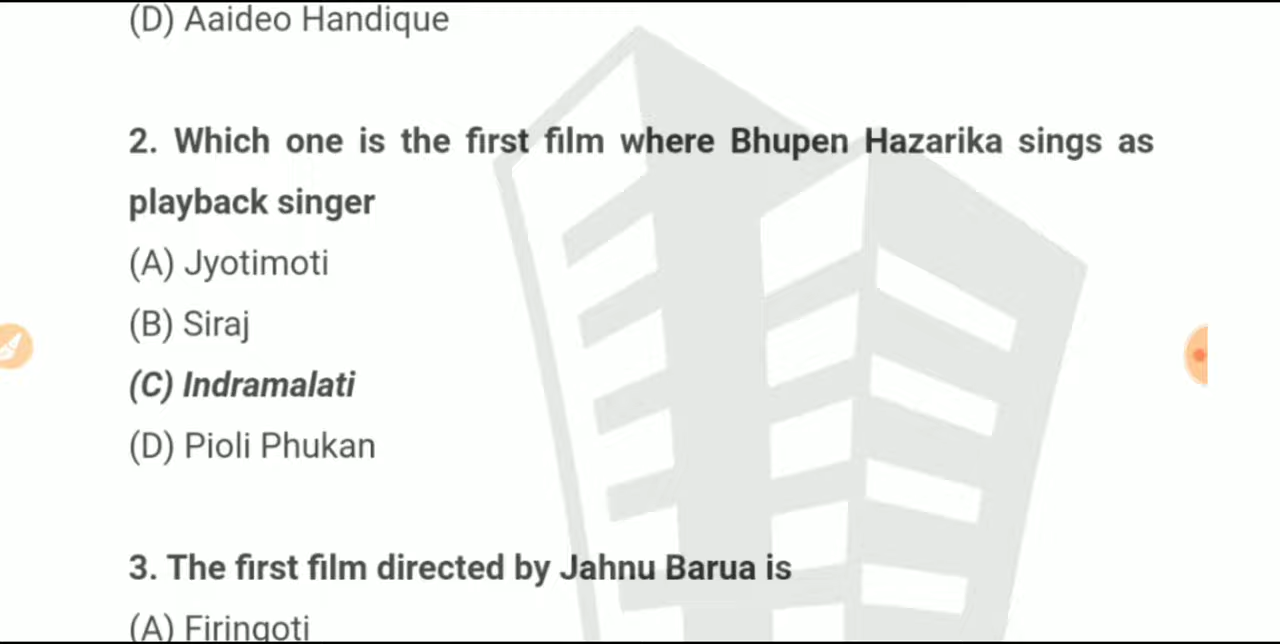 (D) Aaideo Handique
2. Which one is the first film where Bhupen Hazarika sings as
playback singer
(A) Jyotimoti
(B) Siraj
(C) Indramalati
(D) Pioli Phukan
3. The first film directed by Jahnu Barua is
(A) Firingoti